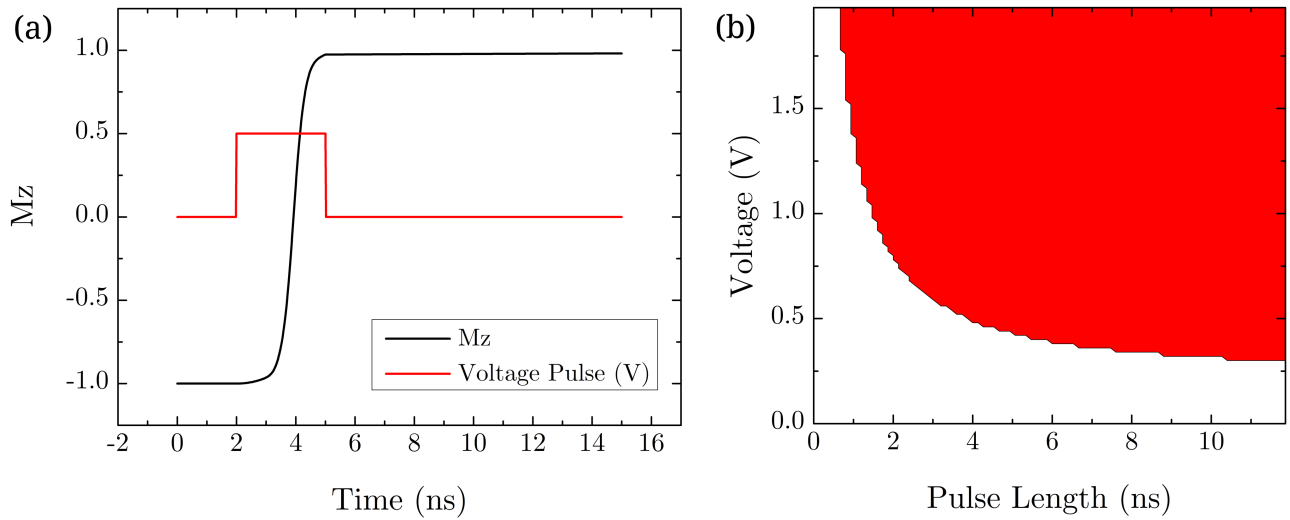 (a)
1.0
0.5
0.0
-0.5
-1.0
Mz
Mz
Voltage Pulse (V)
-2 0 2 4 6 8 10 12 14 16
Time (ns)
(b)
1.5
1.0
0.5
0.0
Voltage (V)
0 2 4 6 8 10
Pulse Length (ns)